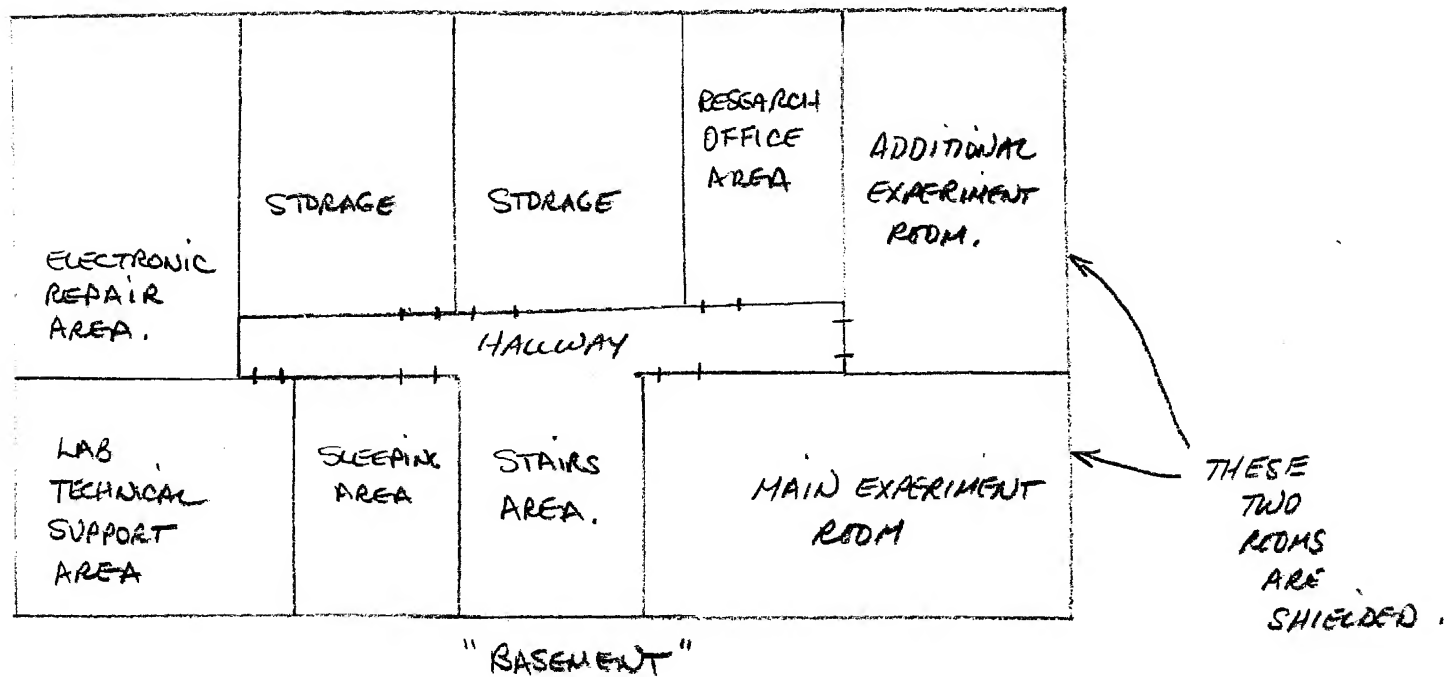 ELECTRONIC
REPAIR
AREA.
STORAGE
STORAGE
RESEARCH
OFFICE
AREA
ADDITIONAL
EXPERIMENT
ROOM.
HALLWAY
LAB
TECHNICAL
SUPPORT
AREA
SLEEPING
AREA
STAIRS
AREA.
MAIN EXPERIMENT
ROOM
THESE
TWO
ROOMS
ARE
SHIELDED.
"BASEMENT"